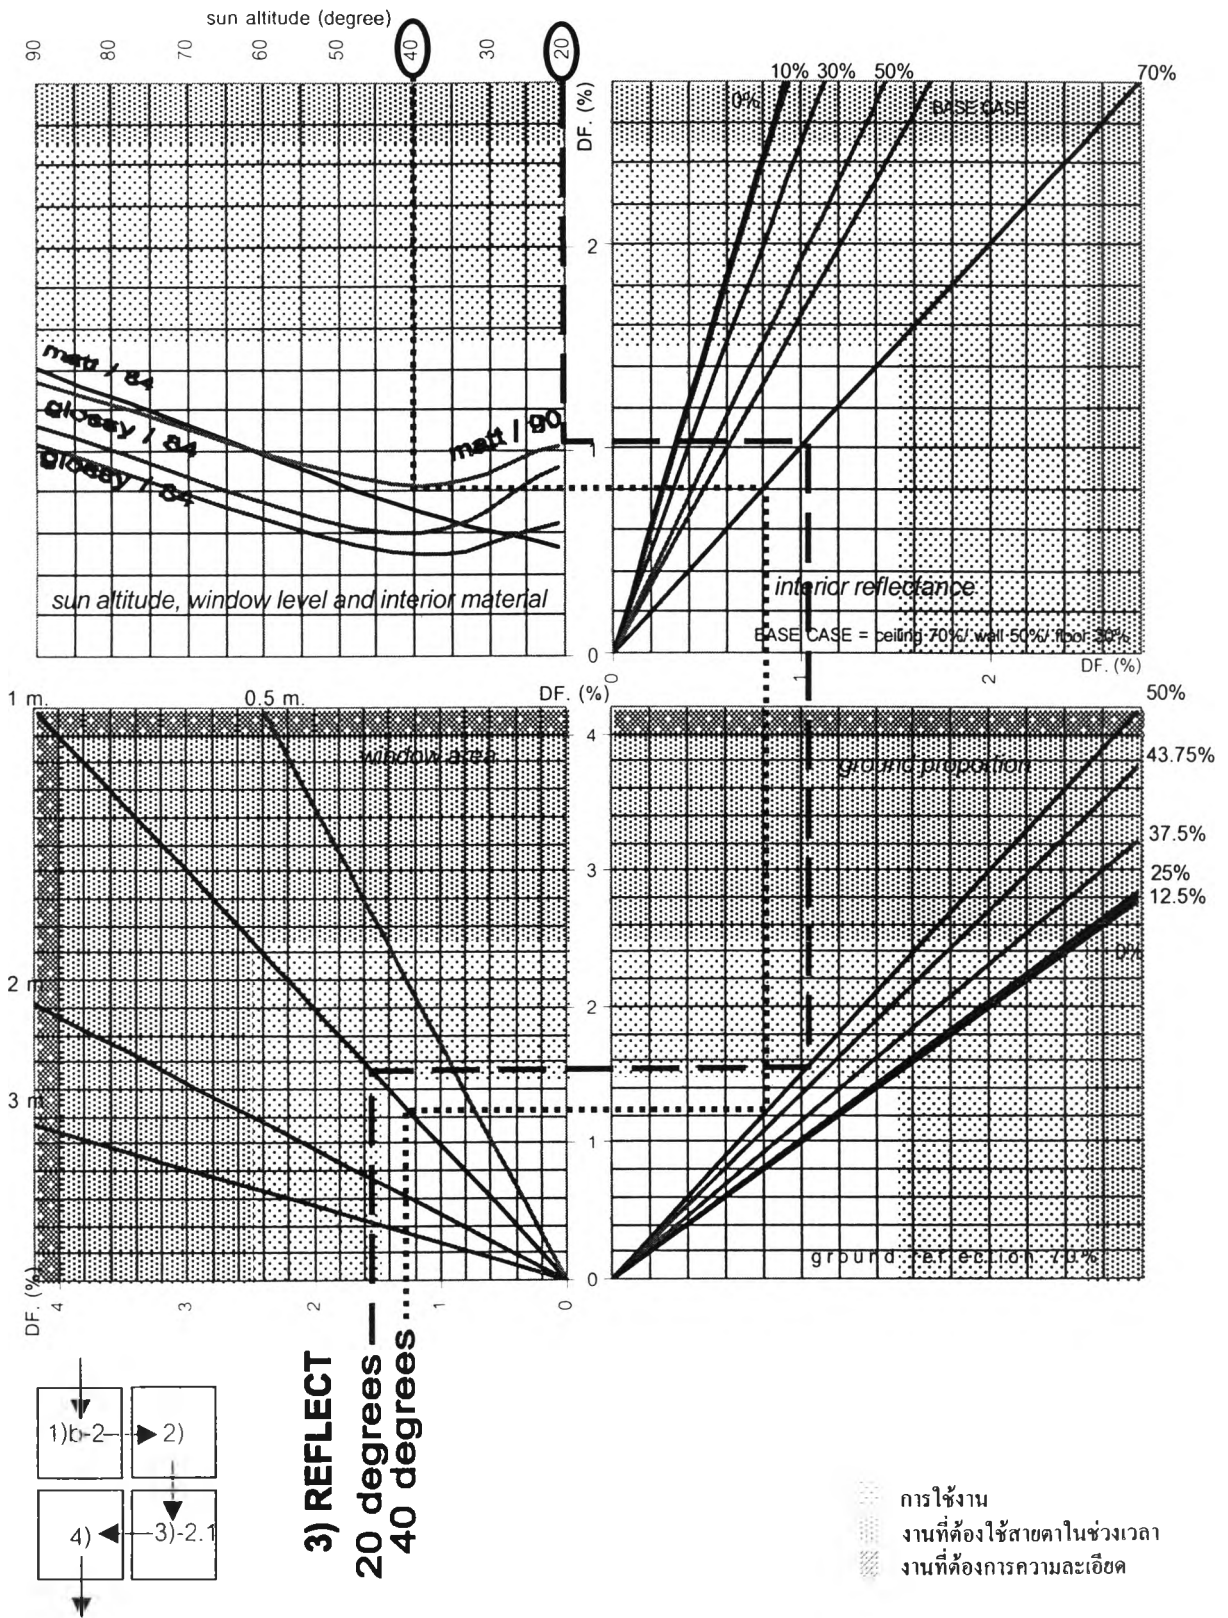 sun altitude (degree)
90 80 70 60 50 40 30 20
DF. (%)
10% 30% 50% 70%
0%
BASE CASE
2
1
0
matt / 84
glossy / 84
glossy / 84
matt / 90
sun altitude, window level and interior material
interior reflectance
BASE CASE = ceiling 70%/ wall 50%/ floor 30%
0 1 2
DF. (%)
1 m. 0.5 m. DF. (%)
50%
window area
ground proportion
4
43.75%
37.5%
3
25%
12.5%
0%
2 m
2
3 m
1
ground reflection 70%
0
DF. (%)
4 3 2 1 0
3) REFLECT
20 degrees
40 degrees
1)b-2 2)
4) 3)-2.1
การใช้งาน
งานที่ต้องใช้สายตาในช่วงเวลา
งานที่ต้องการความละเอียด